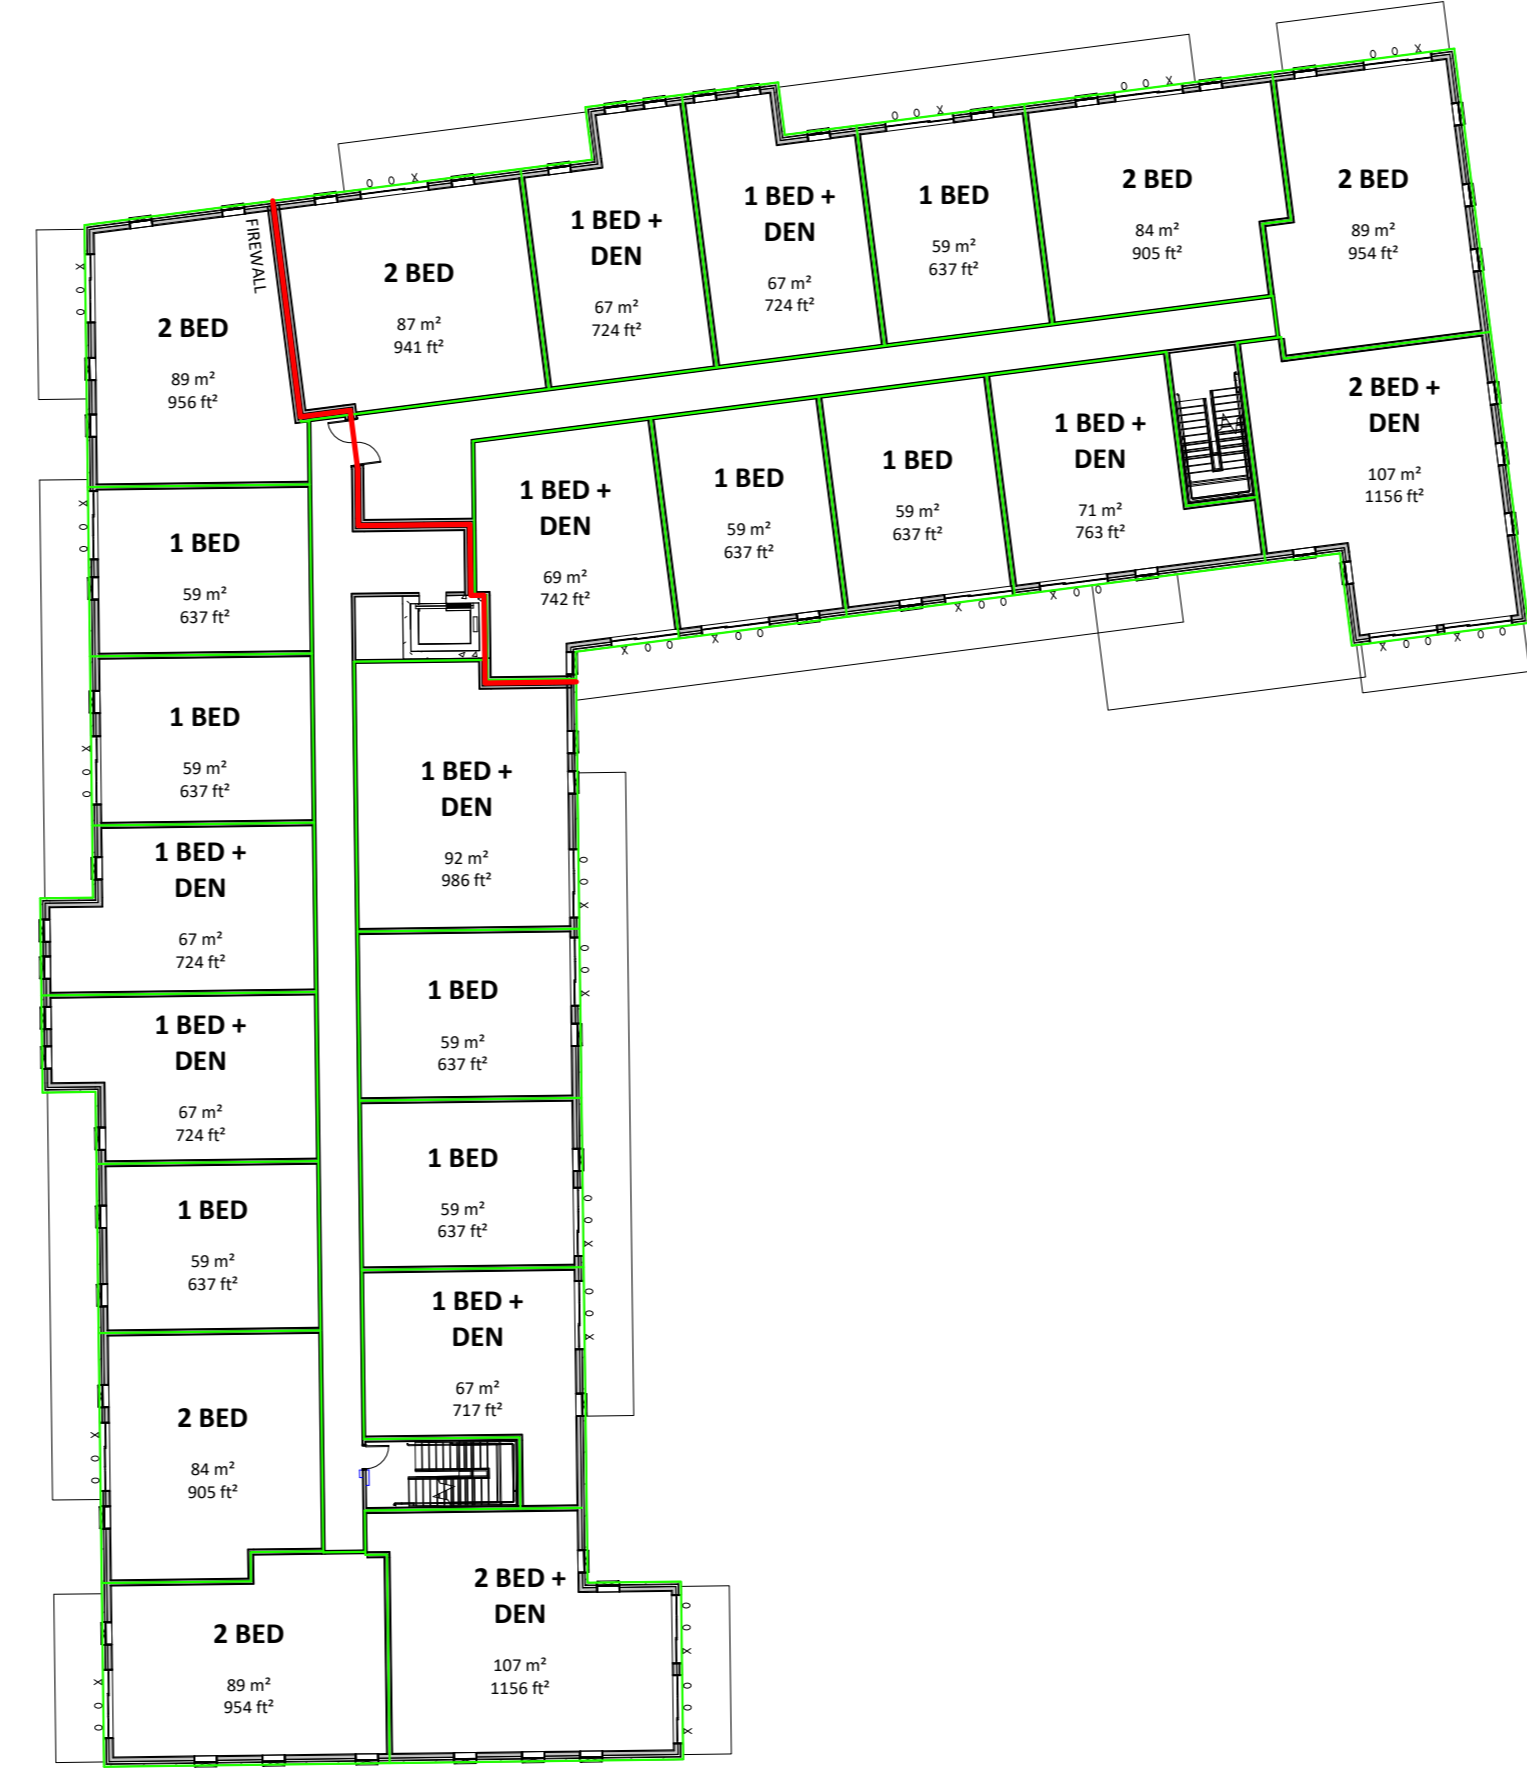 2 BED
89 m²
954 ft²
2 BED
84 m²
905 ft²
1 BED
59 m²
637 ft²
1 BED +
DEN
67 m²
724 ft²
1 BED +
DEN
67 m²
724 ft²
2 BED
87 m²
941 ft²
FIREWALL
2 BED
89 m²
956 ft²
2 BED +
DEN
107 m²
1156 ft²
1 BED +
DEN
71 m²
763 ft²
1 BED
59 m²
637 ft²
1 BED
59 m²
637 ft²
1 BED +
DEN
69 m²
742 ft²
1 BED
59 m²
637 ft²
1 BED
59 m²
637 ft²
1 BED +
DEN
92 m²
986 ft²
1 BED +
DEN
67 m²
724 ft²
1 BED
59 m²
637 ft²
1 BED +
DEN
67 m²
724 ft²
1 BED
59 m²
637 ft²
1 BED
59 m²
637 ft²
1 BED +
DEN
67 m²
717 ft²
2 BED
84 m²
905 ft²
2 BED +
DEN
107 m²
1156 ft²
2 BED
89 m²
954 ft²